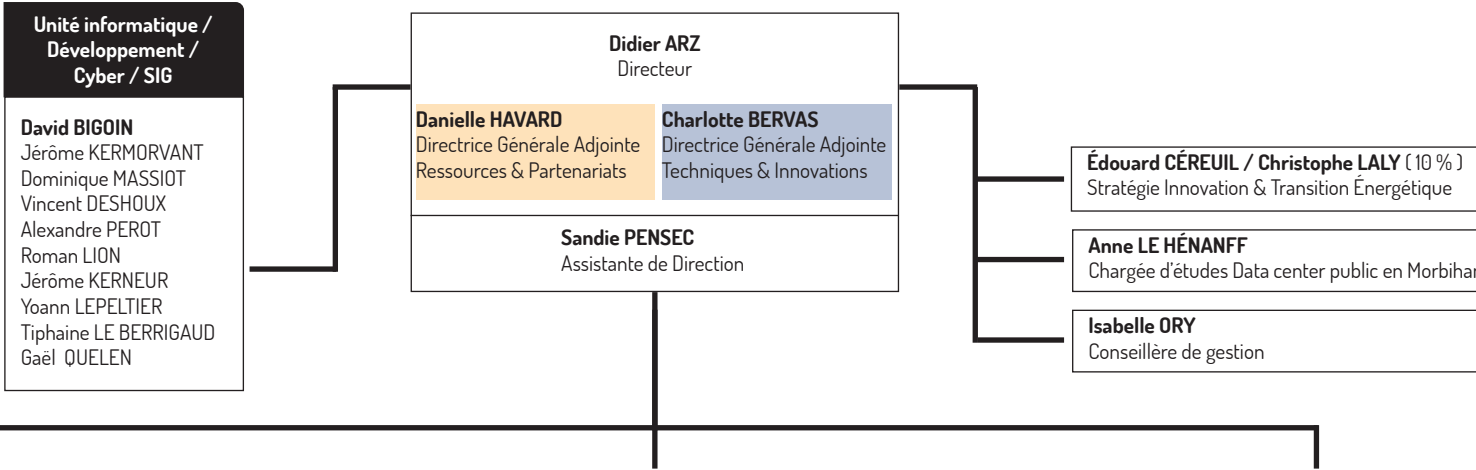 Unité informatique /
Développement /
Cyber / SIG
David BIGOIN
Jérôme KERMORVANT
Dominique MASSIOT
Vincent DESHOUX
Alexandre PEROT
Roman LION
Jérôme KERNEUR
Yoann LEPELTIER
Tiphaine LE BERRIGAUD
Gaël QUELEN
Didier ARZ
Directeur
Danielle HAVARD
Directrice Générale Adjointe
Ressources & Partenariats
Charlotte BERVAS
Directrice Générale Adjointe
Techniques & Innovations
Sandie PENSEC
Assistante de Direction
Édouard CÉREUIL / Christophe LALY ( 10 % )
Stratégie Innovation & Transition Énergétique
Anne LE HÉNANFF
Chargée d'études Data center public en Morbihan
Isabelle ORY
Conseillère de gestion